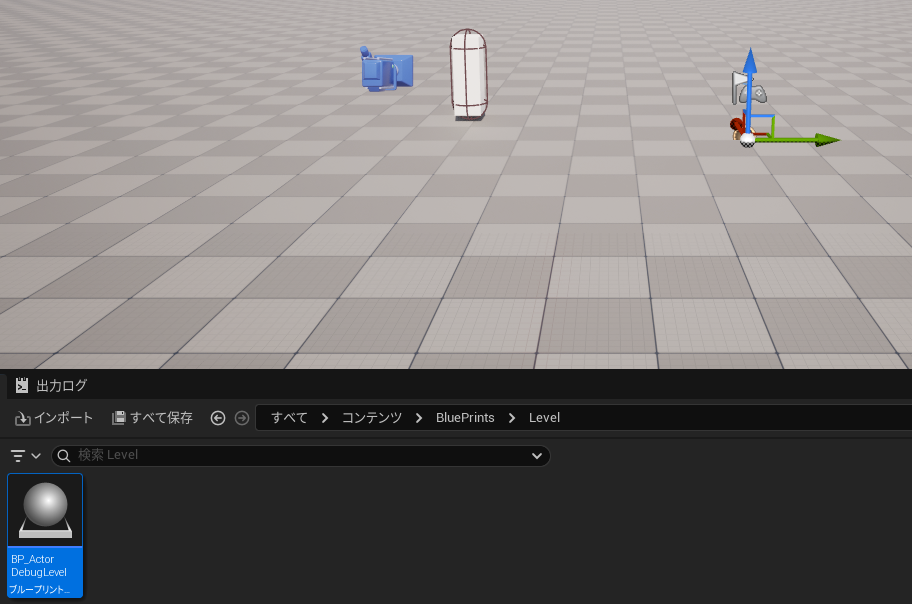 出力ログ
インポート すべて保存 すべて コンテンツ BluePrints Level
検索 Level
BP_Actor
DebugLevel
ブループリント...